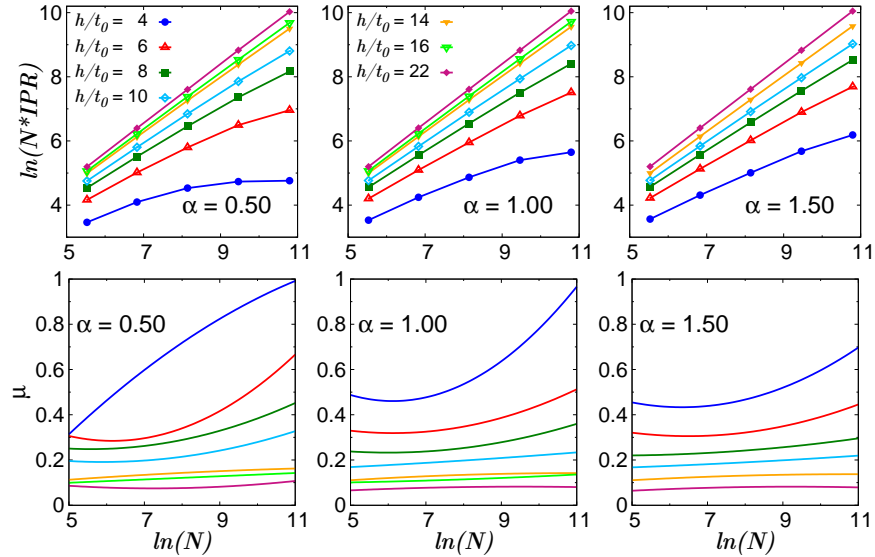 ln(N*IPR)
10
8
6
4
h/t0 = 4
h/t0 = 6
h/t0 = 8
h/t0 = 10
α = 0.50
5 7 9 11
h/t0 = 14
h/t0 = 16
h/t0 = 22
10
8
6
4
α = 1.00
5 7 9 11
10
8
6
4
α = 1.50
5 7 9 11
μ
1
0.8
0.6
0.4
0.2
0
α = 0.50
5 7 9 11
ln(N)
1
0.8
0.6
0.4
0.2
0
α = 1.00
5 7 9 11
ln(N)
1
0.8
0.6
0.4
0.2
0
α = 1.50
5 7 9 11
ln(N)